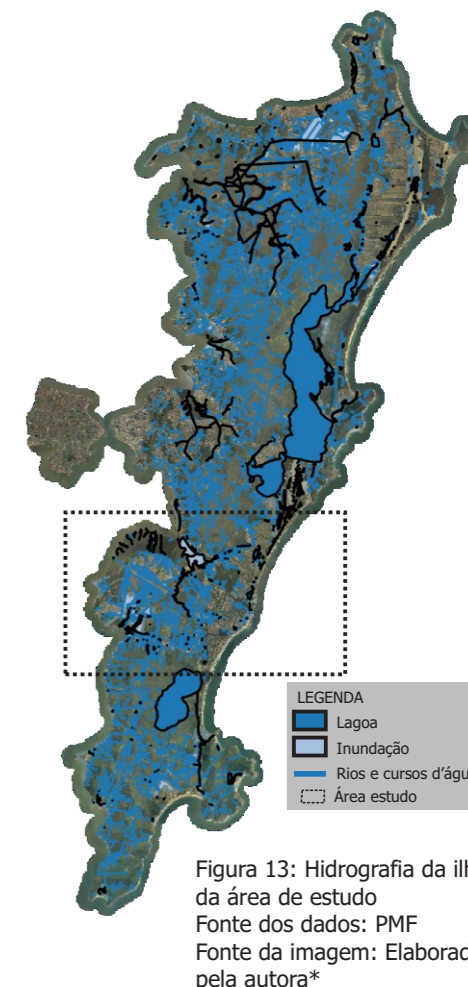 LEGENDA
Lagoa
Inundação
Rios e cursos d'águ
Área estudo
Figura 13: Hidrografia da ilh
da área de estudo
Fonte dos dados: PMF
Fonte da imagem: Elaborad
pela autora*